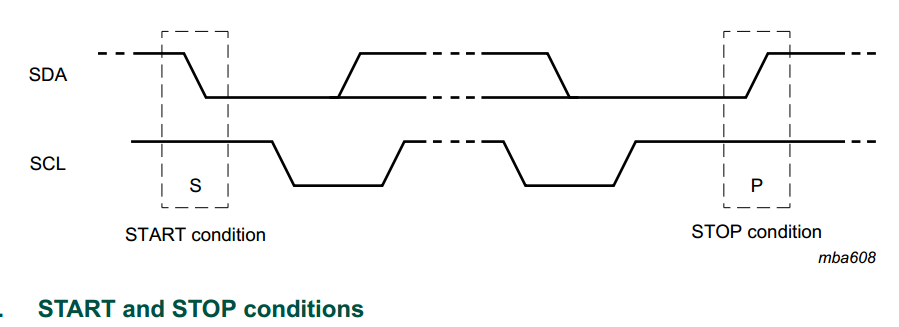 SDA
SCL
S
P
START condition
STOP condition
mba608
. START and STOP conditions